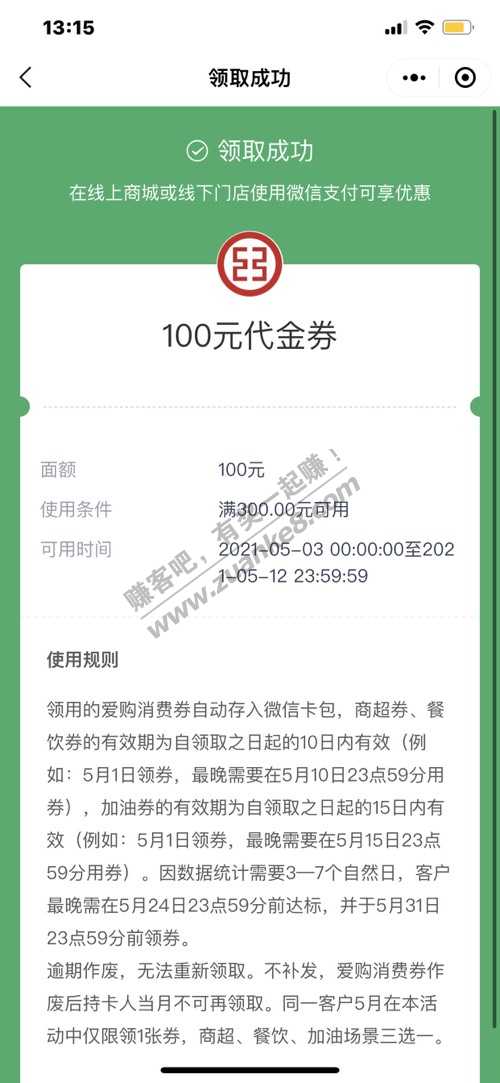 13:15
领取成功
领取成功
在线上商城或线下门店使用微信支付可享优惠
100元代金券
面额 100元
使用条件 满300.00元可用
可用时间 2021-05-03 00:00:00至202
1-05-12 23:59:59
赚客吧，有奖一起赚！
www.zuanke8.com
使用规则
领用的爱购消费券自动存入微信卡包，商超券、餐
饮券的有效期为自领取之日起的10日内有效（例
如：5月1日领券，最晚需要在5月10日23点59分用
券），加油券的有效期为自领取之日起的15日内有
效（例如：5月1日领券，最晚需要在5月15日23点
59分用券）。因数据统计需要3—7个自然日，客户
最晚需在5月24日23点59分前达标，并于5月31日
23点59分前领券。
逾期作废，无法重新领取。不补发，爱购消费券作
废后持卡人当月不可再领取。同一客户5月在本活
动中仅限领1张券，商超、餐饮、加油场景三选一。